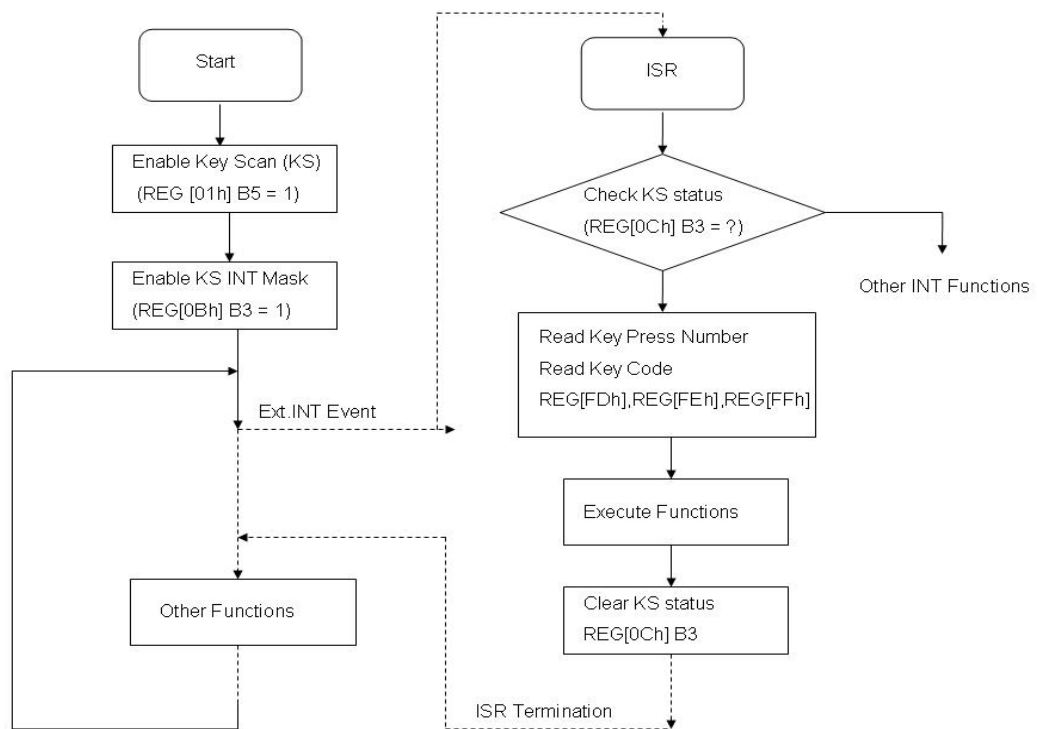 Start
Enable Key Scan (KS)
(REG [01h] B5 = 1)
Enable KS INT Mask
(REG[0Bh] B3 = 1)
Ext.INT Event
Other Functions
ISR
Check KS status
(REG[0Ch] B3 = ?)
Other INT Functions
Read Key Press Number
Read Key Code
REG[FDh],REG[FEh],REG[FFh]
Execute Functions
Clear KS status
REG[0Ch] B3
ISR Termination